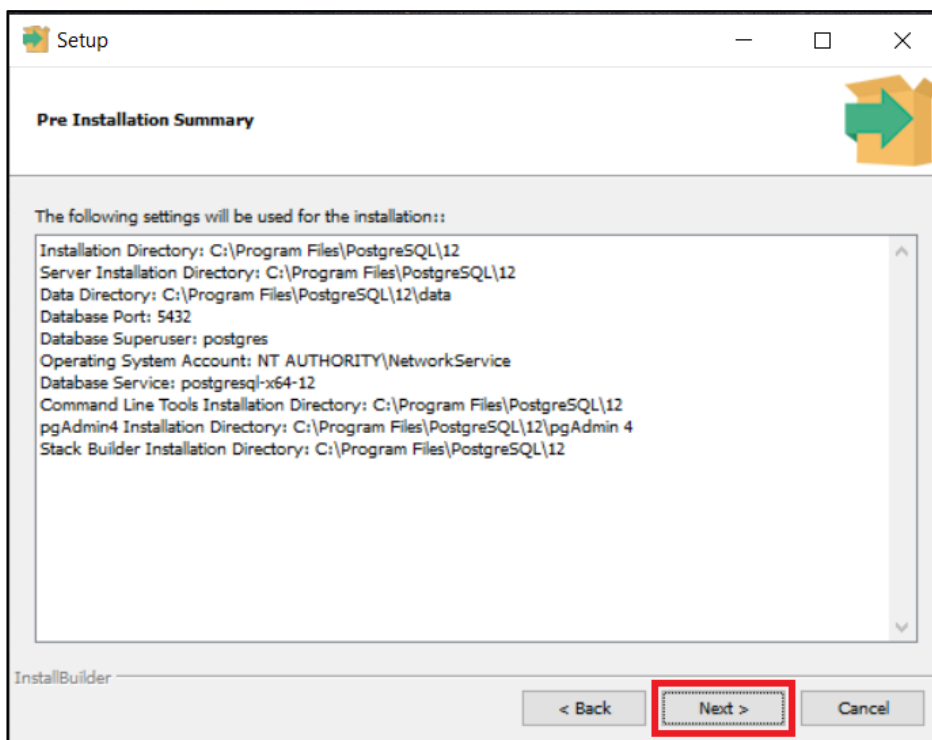 Setup
Pre Installation Summary
The following settings will be used for the installation::
Installation Directory: C:\Program Files\PostgreSQL\12
Server Installation Directory: C:\Program Files\PostgreSQL\12
Data Directory: C:\Program Files\PostgreSQL\12\data
Database Port: 5432
Database Superuser: postgres
Operating System Account: NT AUTHORITY\NetworkService
Database Service: postgresql-x64-12
Command Line Tools Installation Directory: C:\Program Files\PostgreSQL\12
pgAdmin4 Installation Directory: C:\Program Files\PostgreSQL\12\pgAdmin 4
Stack Builder Installation Directory: C:\Program Files\PostgreSQL\12
InstallBuilder
< Back
Next >
Cancel